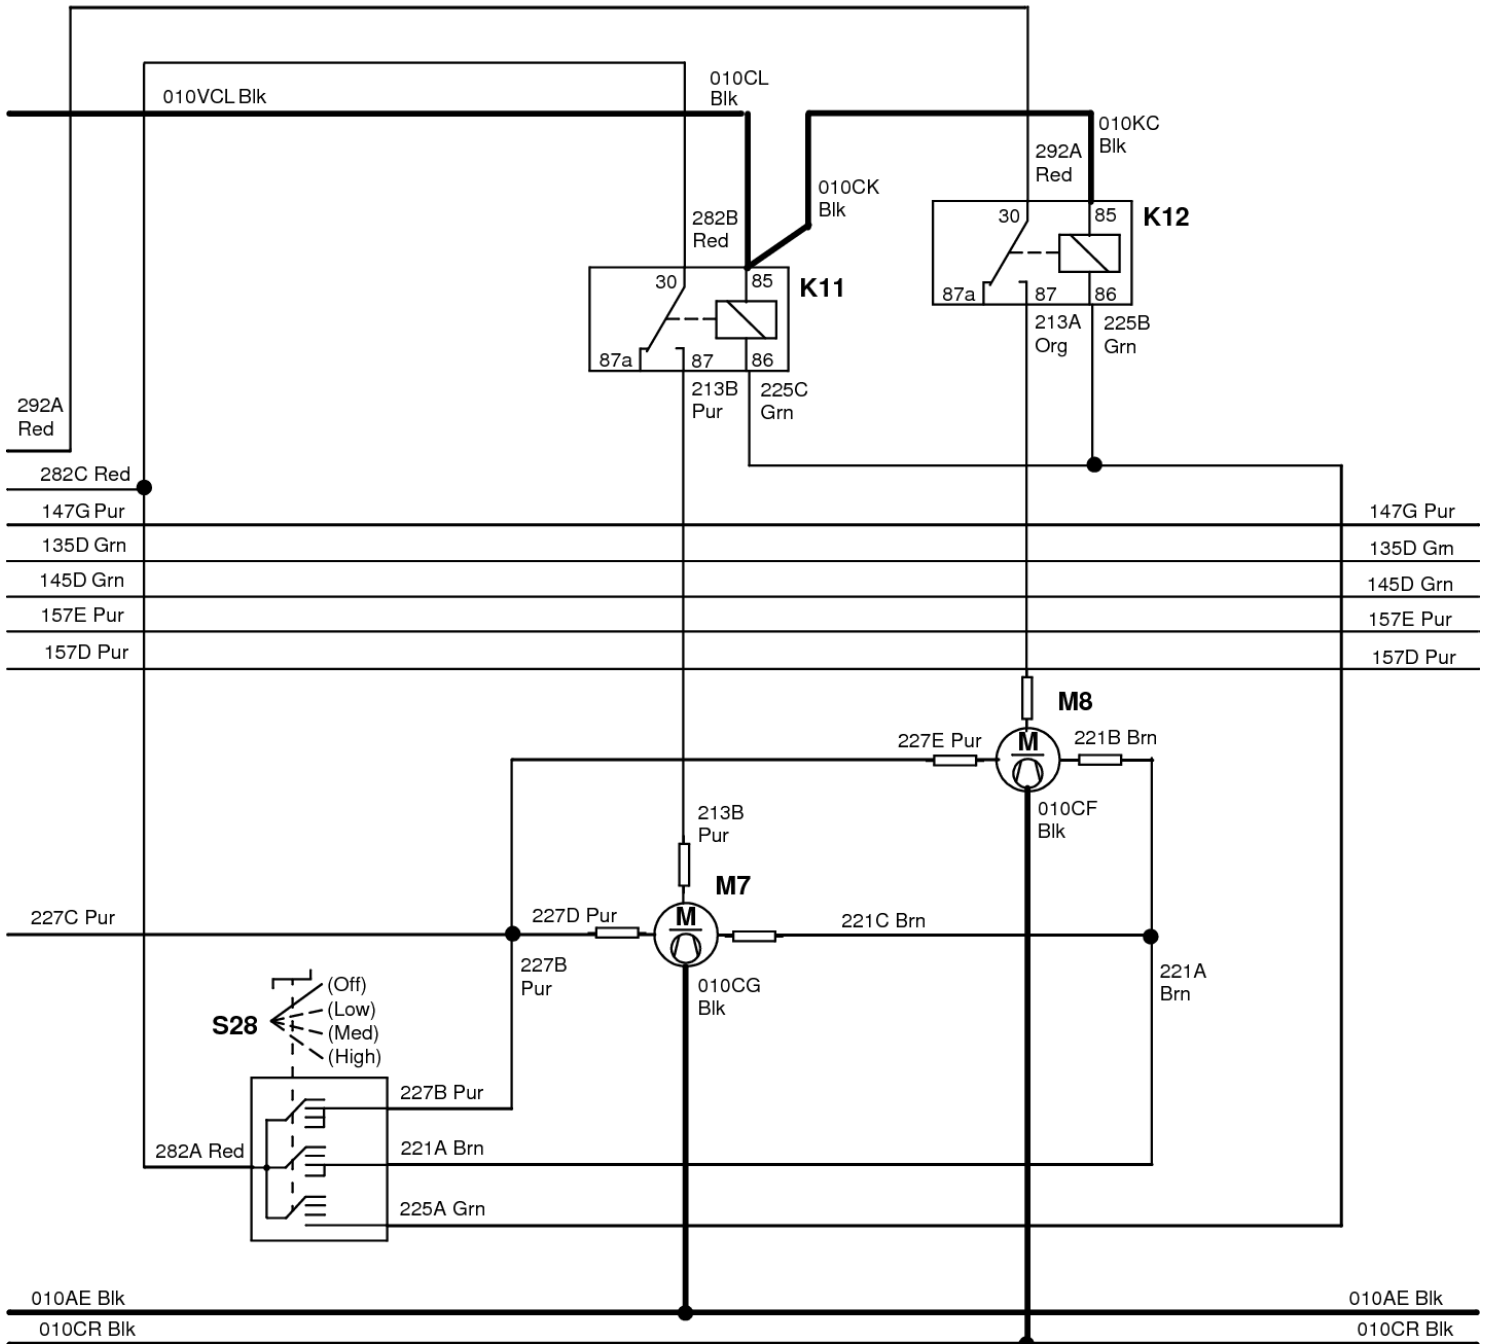 010VCL Blk
010CL
Blk
010KC
Blk
292A
Red
010CK
Blk
282B
Red
30
85
K12
87a
87
86
213A
Org
225B
Grn
30
85
K11
87a
87
86
213B
Pur
225C
Grn
292A
Red
282C Red
147G Pur
147G Pur
135D Grn
135D Grn
145D Grn
145D Grn
157E Pur
157E Pur
157D Pur
157D Pur
M8
227E Pur
M
221B Brn
010CF
Blk
213B
Pur
M7
227C Pur
227D Pur
M
221C Brn
227B
Pur
010CG
Blk
221A
Brn
S28
(Off)
(Low)
(Med)
(High)
227B Pur
282A Red
221A Brn
225A Grn
010AE Blk
010AE Blk
010CR Blk
010CR Blk